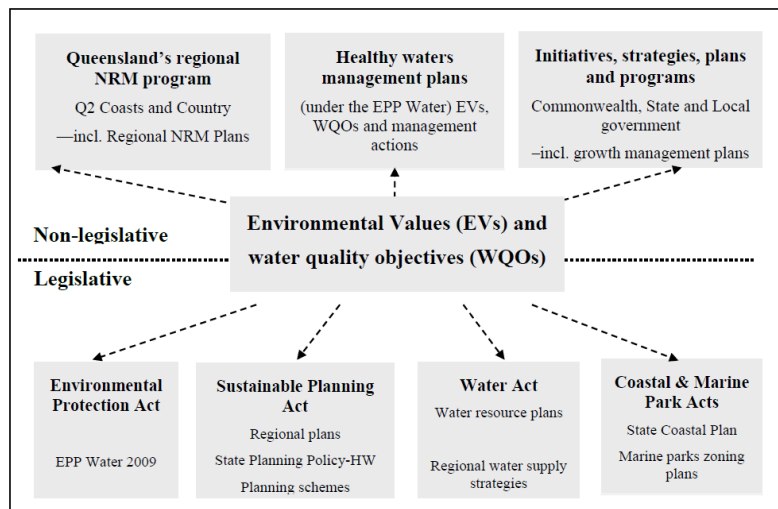 Queensland's regional
NRM program
Q2 Coasts and Country
—incl. Regional NRM Plans
Healthy waters
management plans
(under the EPP Water) EVs,
WQOs and management
actions
Initiatives, strategies, plans
and programs
Commonwealth, State and Local
government
–incl. growth management plans
Environmental Values (EVs) and
water quality objectives (WQOs)
Non-legislative
Legislative
Environmental
Protection Act
EPP Water 2009
Sustainable Planning
Act
Regional plans
State Planning Policy-HW
Planning schemes
Water Act
Water resource plans
Regional water supply
strategies
Coastal & Marine
Park Acts
State Coastal Plan
Marine parks zoning
plans